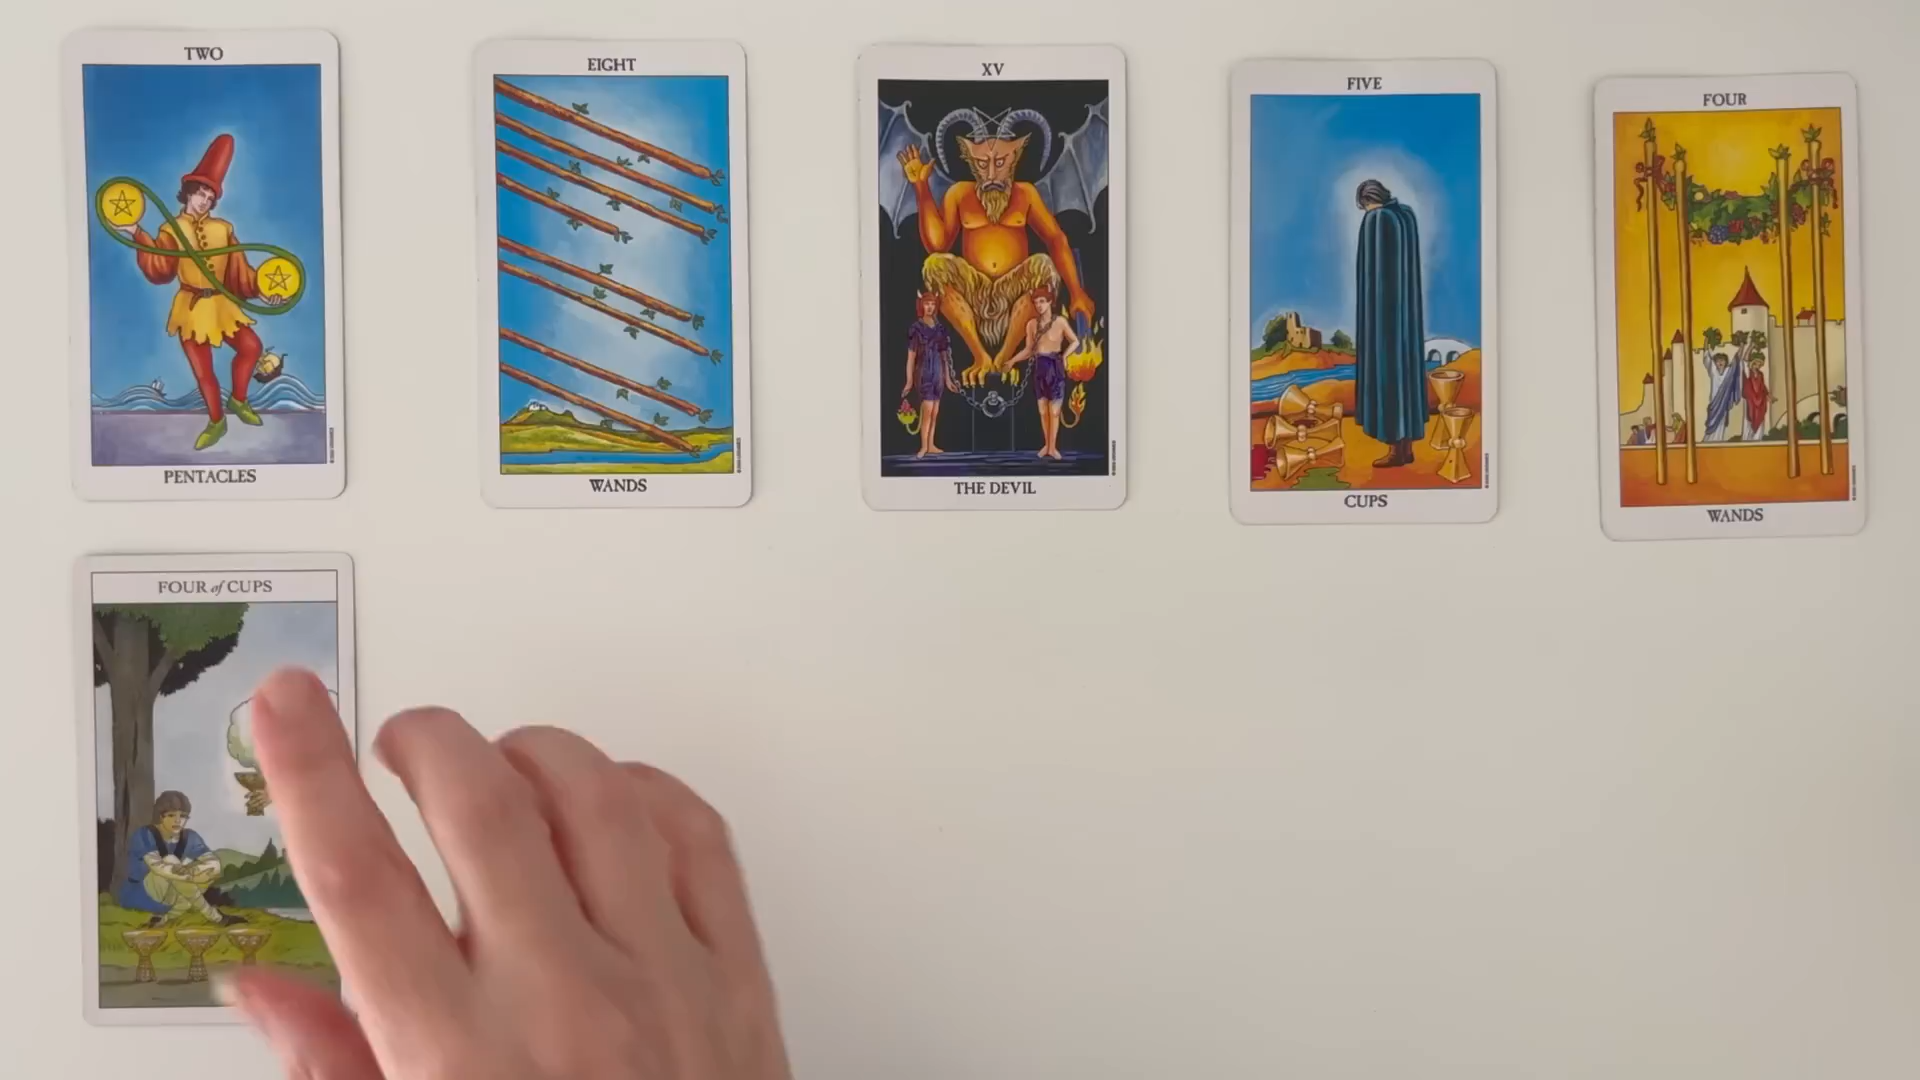 TWO
PENTACLES
EIGHT
WANDS
XV
THE DEVIL
FIVE
CUPS
FOUR
WANDS
FOUR of CUPS